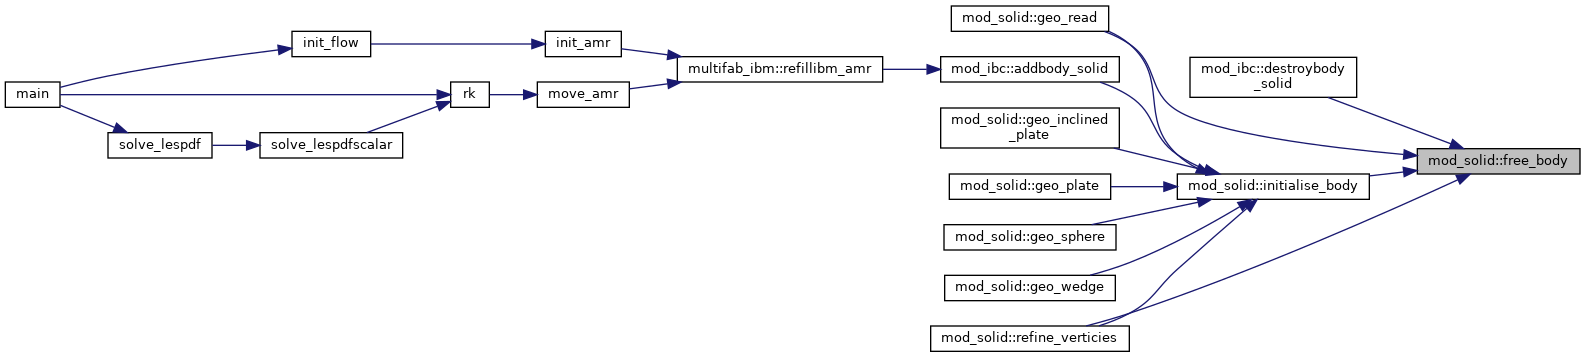 mod_solid::geo_read
init_flow
init_amr
multifab_ibm::refillibm_amr
mod_ibc::addbody_solid
mod_ibc::destroybody
_solid
main
rk
move_amr
mod_solid::geo_inclined
_plate
solve_lespdf
solve_lespdfscalar
mod_solid::free_body
mod_solid::geo_plate
mod_solid::initialise_body
mod_solid::geo_sphere
mod_solid::geo_wedge
mod_solid::refine_verticies